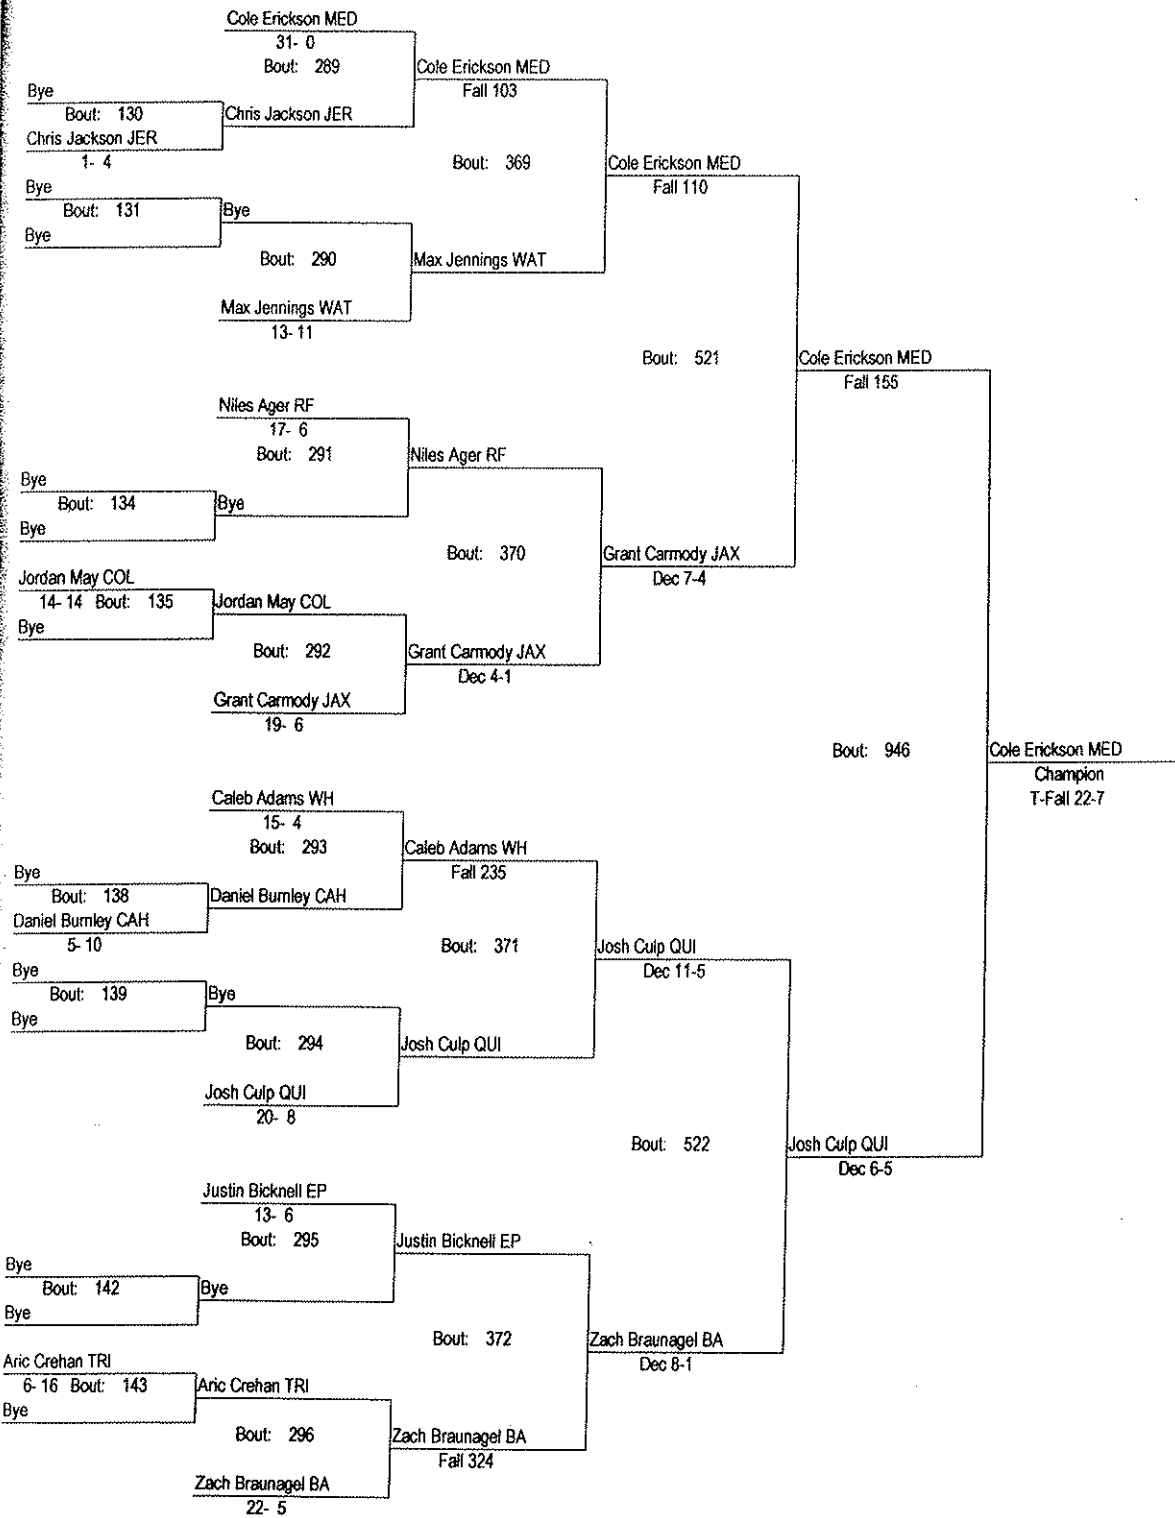 Cole Erickson MED
31- 0
Bout: 289
Cole Erickson MED
Fall 103
Bye
Bout: 130
Chris Jackson JER
Chris Jackson JER
1- 4
Bout: 369
Cole Erickson MED
Fall 110
Bye
Bout: 131
Bye
Bye
Bout: 290
Max Jennings WAT
Max Jennings WAT
13- 11
Bout: 521
Cole Erickson MED
Fall 155
Niles Ager RF
17- 6
Bout: 291
Niles Ager RF
Bye
Bout: 134
Bye
Bye
Bout: 370
Grant Carmody JAX
Dec 7-4
Jordan May COL
14- 14 Bout: 135
Jordan May COL
Bye
Bout: 292
Grant Carmody JAX
Dec 4-1
Grant Carmody JAX
19- 6
Bout: 946
Cole Erickson MED
Champion
T-Fall 22-7
Caleb Adams WH
15- 4
Bout: 293
Caleb Adams WH
Fall 235
Bye
Bout: 138
Daniel Burnley CAH
Daniel Burnley CAH
5- 10
Bout: 371
Josh Culp QUI
Dec 11-5
Bye
Bout: 139
Bye
Bye
Bout: 294
Josh Culp QUI
Josh Culp QUI
20- 8
Bout: 522
Josh Culp QUI
Dec 6-5
Justin Bicknell EP
13- 6
Bout: 295
Justin Bicknell EP
Bye
Bout: 142
Bye
Bye
Bout: 372
Zach Braunagel BA
Dec 8-1
Aric Crehan TRI
6- 16 Bout: 143
Aric Crehan TRI
Bye
Bout: 296
Zach Braunagel BA
Fall 324
Zach Braunagel BA
22- 5